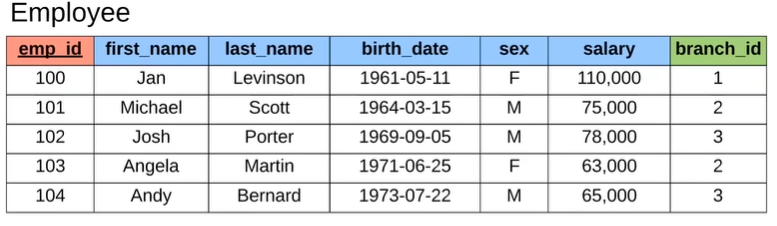 Employee
emp_id first_name last_name birth_date sex salary branch_id
100 Jan Levinson 1961-05-11 F 110,000 1
101 Michael Scott 1964-03-15 M 75,000 2
102 Josh Porter 1969-09-05 M 78,000 3
103 Angela Martin 1971-06-25 F 63,000 2
104 Andy Bernard 1973-07-22 M 65,000 3